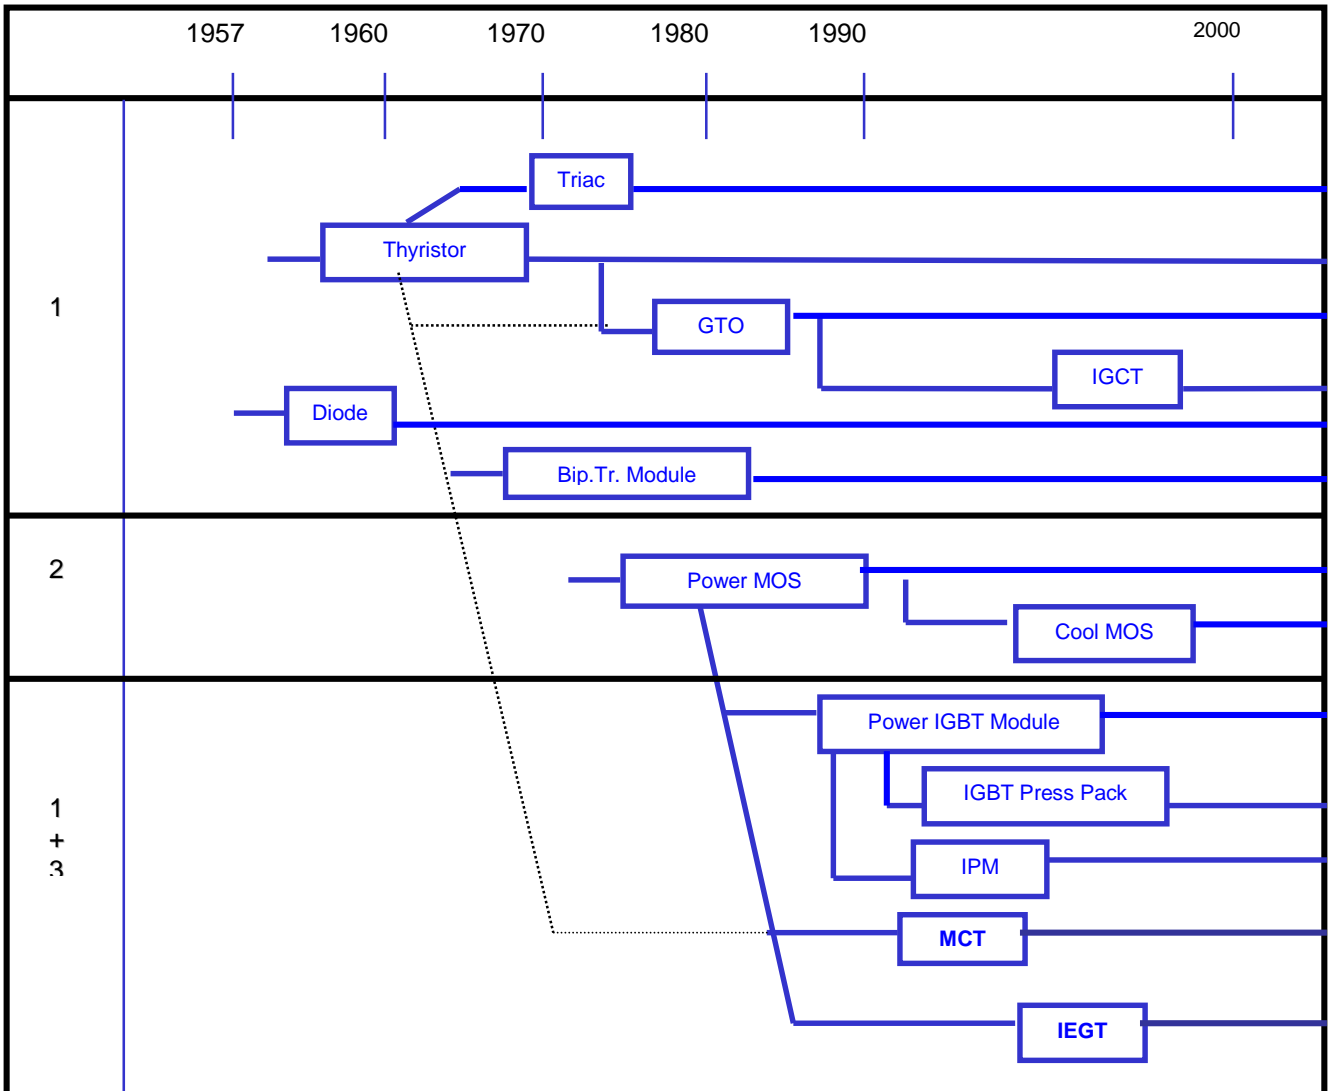 1957 1960 1970 1980 1990 2000
Triac
Thyristor
1
GTO
IGCT
Diode
Bip.Tr. Module
2
Power MOS
Cool MOS
Power IGBT Module
IGBT Press Pack
1
+
3
IPM
MCT
IEGT